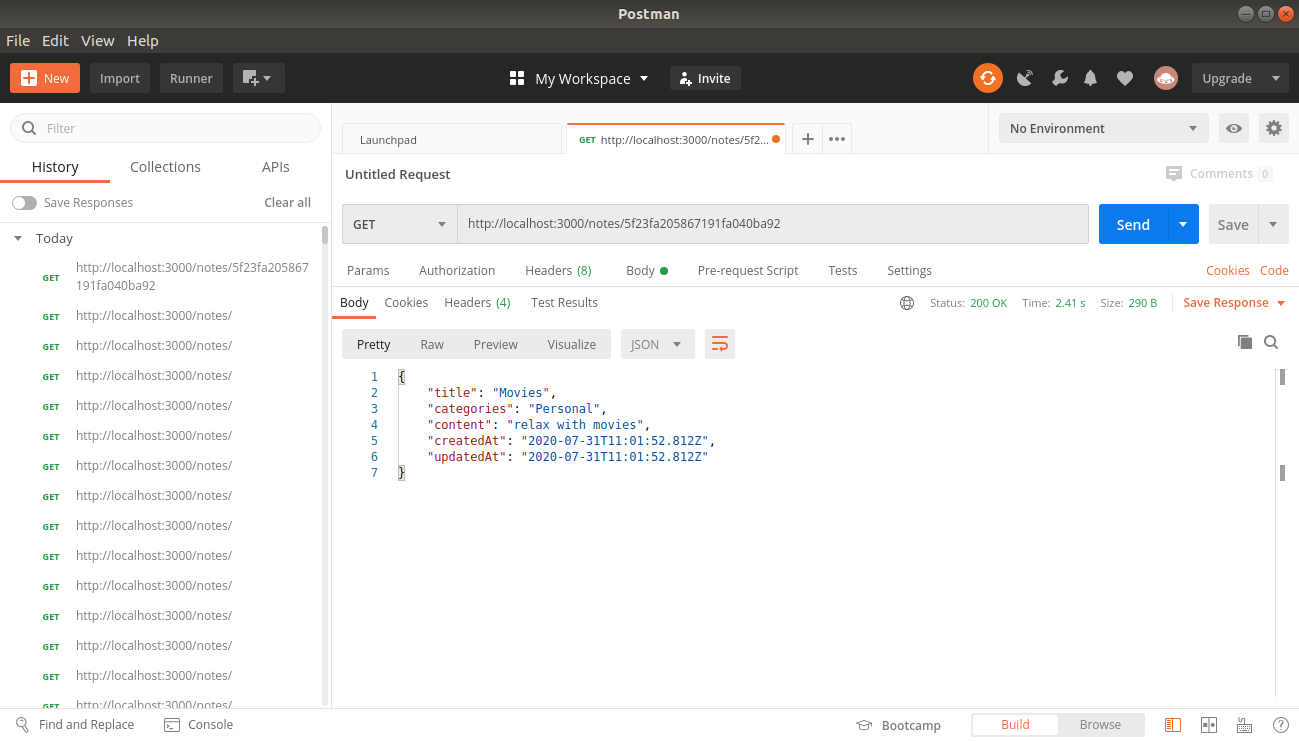 Postman
File Edit View Help
New Import Runner My Workspace Invite Upgrade
Filter
History Collections APIs
Save Responses Clear all
Today
GET http://localhost:3000/notes/5f23fa205867
191fa040ba92
GET http://localhost:3000/notes/
GET http://localhost:3000/notes/
GET http://localhost:3000/notes/
GET http://localhost:3000/notes/
GET http://localhost:3000/notes/
GET http://localhost:3000/notes/
GET http://localhost:3000/notes/
GET http://localhost:3000/notes/
GET http://localhost:3000/notes/
GET http://localhost:3000/notes/
GET http://localhost:3000/notes/
GET http://localhost:3000/notes/
GET http://localhost:3000/notes/
GET http://localhost:3000/notes/
Launchpad GET http://localhost:3000/notes/5f2... No Environment
Untitled Request Comments 0
GET http://localhost:3000/notes/5f23fa205867191fa040ba92 Send Save
Params Authorization Headers (8) Body Pre-request Script Tests Settings Cookies Code
Body Cookies Headers (4) Test Results Status: 200 OK Time: 2.41 s Size: 290 B Save Response
Pretty Raw Preview Visualize JSON
1 {
2 "title": "Movies",
3 "categories": "Personal",
4 "content": "relax with movies",
5 "createdAt": "2020-07-31T11:01:52.812Z",
6 "updatedAt": "2020-07-31T11:01:52.812Z"
7 }
Find and Replace Console Bootcamp Build Browse